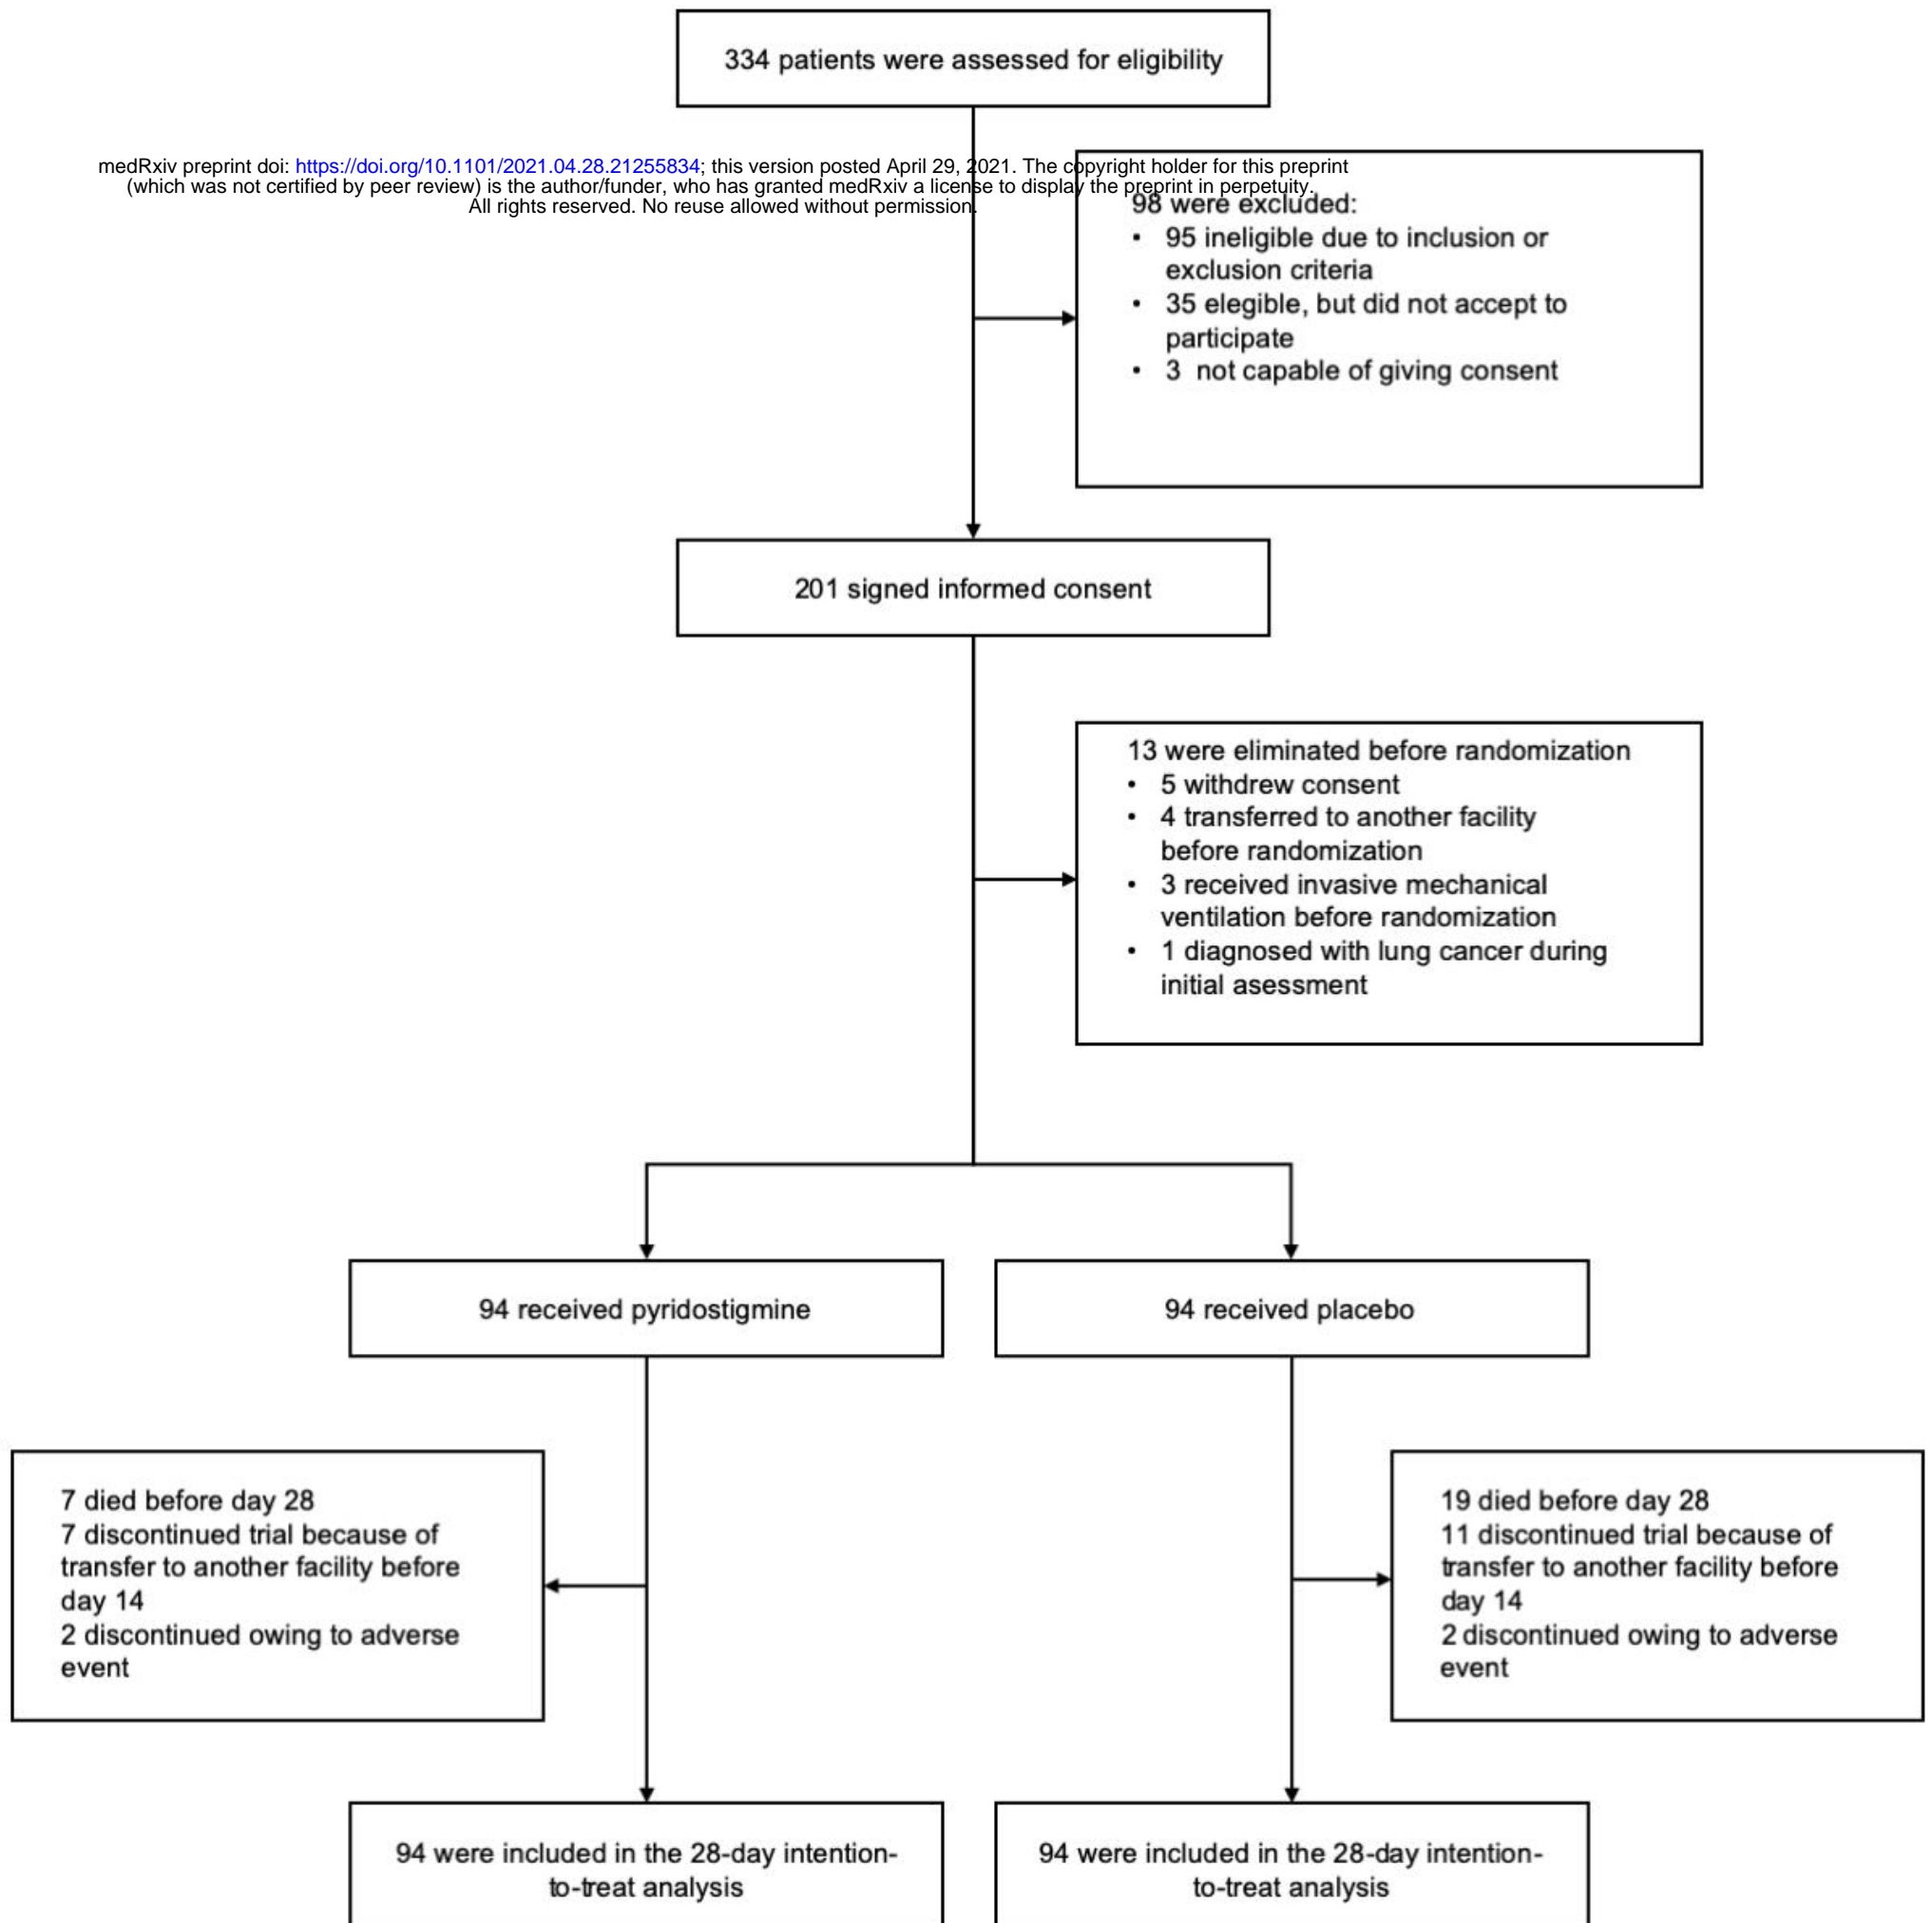 334 patients were assessed for eligibility
medRxiv preprint doi: https://doi.org/10.1101/2021.04.28.21255834; this version posted April 29, 2021. The copyright holder for this preprint
(which was not certified by peer review) is the author/funder, who has granted medRxiv a license to display the preprint in perpetuity.
All rights reserved. No reuse allowed without permission.
98 were excluded:
• 95 ineligible due to inclusion or
exclusion criteria
• 35 elegible, but did not accept to
participate
• 3 not capable of giving consent
201 signed informed consent
13 were eliminated before randomization
• 5 withdrew consent
• 4 transferred to another facility
before randomization
• 3 received invasive mechanical
ventilation before randomization
• 1 diagnosed with lung cancer during
initial asessment
94 received pyridostigmine
94 received placebo
7 died before day 28
7 discontinued trial because of
transfer to another facility before
day 14
2 discontinued owing to adverse
event
19 died before day 28
11 discontinued trial because of
transfer to another facility before
day 14
2 discontinued owing to adverse
event
94 were included in the 28-day intention-
to-treat analysis
94 were included in the 28-day intention-
to-treat analysis